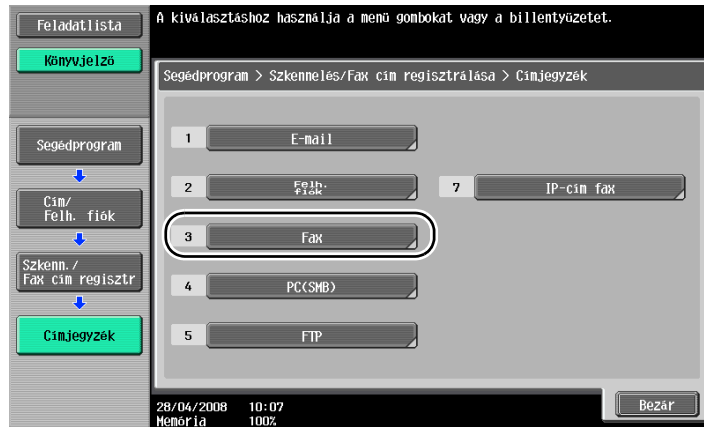 Feladatlista
A kiválasztáshoz használja a menü gombokat vagy a billentyűzetet.
Könyvjelző
Segédprogram > Szkennelés/Fax cím regisztrálása > Címjegyzék
Segédprogram
Cím/
Felh. fiók
Szkenn./
Fax cím regisztr
Címjegyzék
1 E-mail
2 Felh.
fiók
7 IP-cím fax
3 Fax
4 PC(SMB)
5 FTP
28/04/2008 10:07
Memória 100%
Bezár